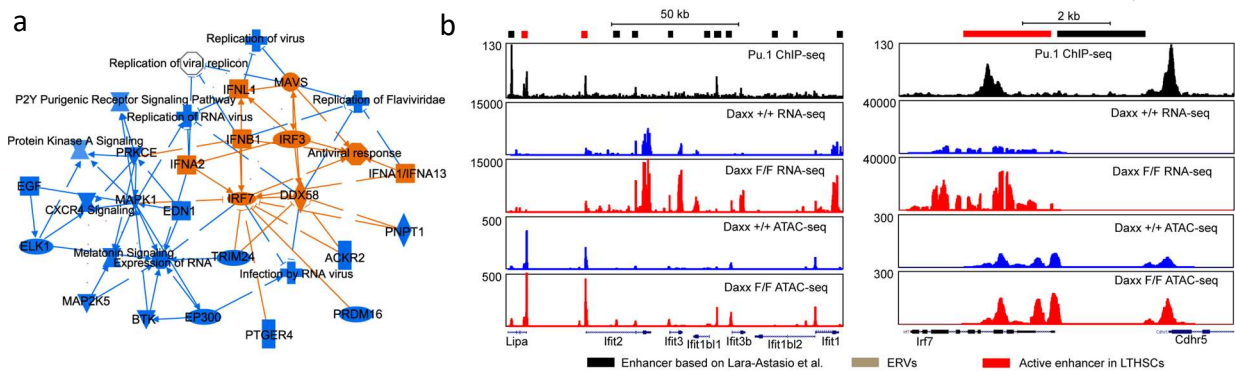 a
Replication of virus
Replication of viral replicon
MAVS
IFNL1
P2Y Purigenic Receptor Signaling Pathway
Replication of Flaviviridae
Replication of RNA virus
Protein Kinase A Signaling
PRKCE
IFNB1
IRF3
Antiviral response
IFNA2
IFNA1/IFNA13
EGF
MAPK1
IRF7
DDX58
CXCR4 Signaling
EDN1
PNPT1
ELK1
Melatonin Signaling
Expression of RNA
TRIM24
ACKR2
Infection by RNA virus
MAP2K5
BTK
EP300
PRDM16
PTGER4
b
50 kb
130
Pu.1 ChIP-seq
15000
Daxx +/+ RNA-seq
15000
Daxx F/F RNA-seq
500
Daxx +/+ ATAC-seq
500
Daxx F/F ATAC-seq
Lipa
Ifit2
Ifit3
Ifit1bl1
Ifit3b
Ifit1bl2
Ifit1
2 kb
130
Pu.1 ChIP-seq
40000
Daxx +/+ RNA-seq
40000
Daxx F/F RNA-seq
300
Daxx +/+ ATAC-seq
300
Daxx F/F ATAC-seq
Irf7
Cdhr5
Enhancer based on Lara-Astasio et al.
ERVs
Active enhancer in LTHSCs